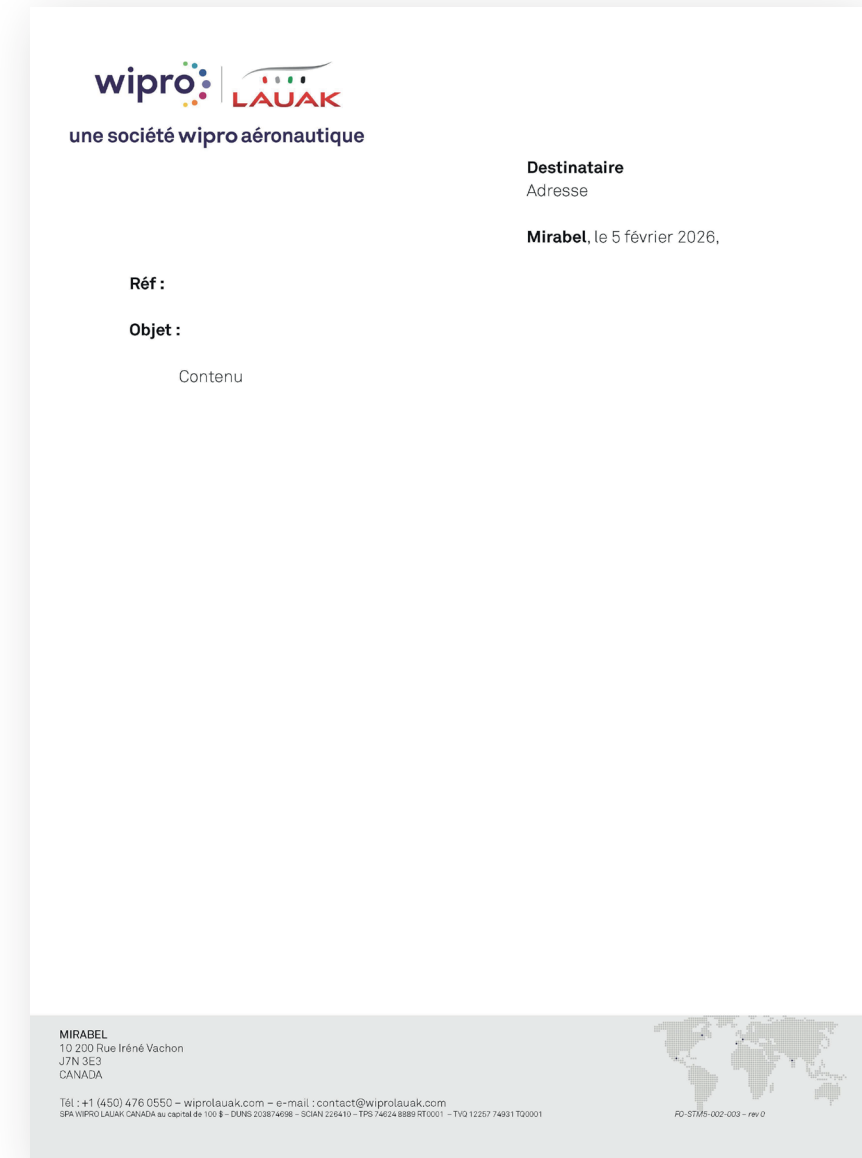 wipro
LAUAK
une société wipro aéronautique
Destinataire
Adresse
Mirabel, le 5 février 2026,
Réf :
Objet :
Contenu
MIRABEL
10 200 Rue Iréné Vachon
J7N 3E3
CANADA
Tél : +1 (450) 476 0550 – wiprolauak.com – e-mail : contact@wiprolauak.com
SPA WIPRO LAUAK CANADA au capital de 100 $ – DUNS 203874698 – SCIAN 226410 – TPS 74624 8889 RT0001 – TVQ 12257 74931 TQ0001
FO-STM5-002-003 – rev 0